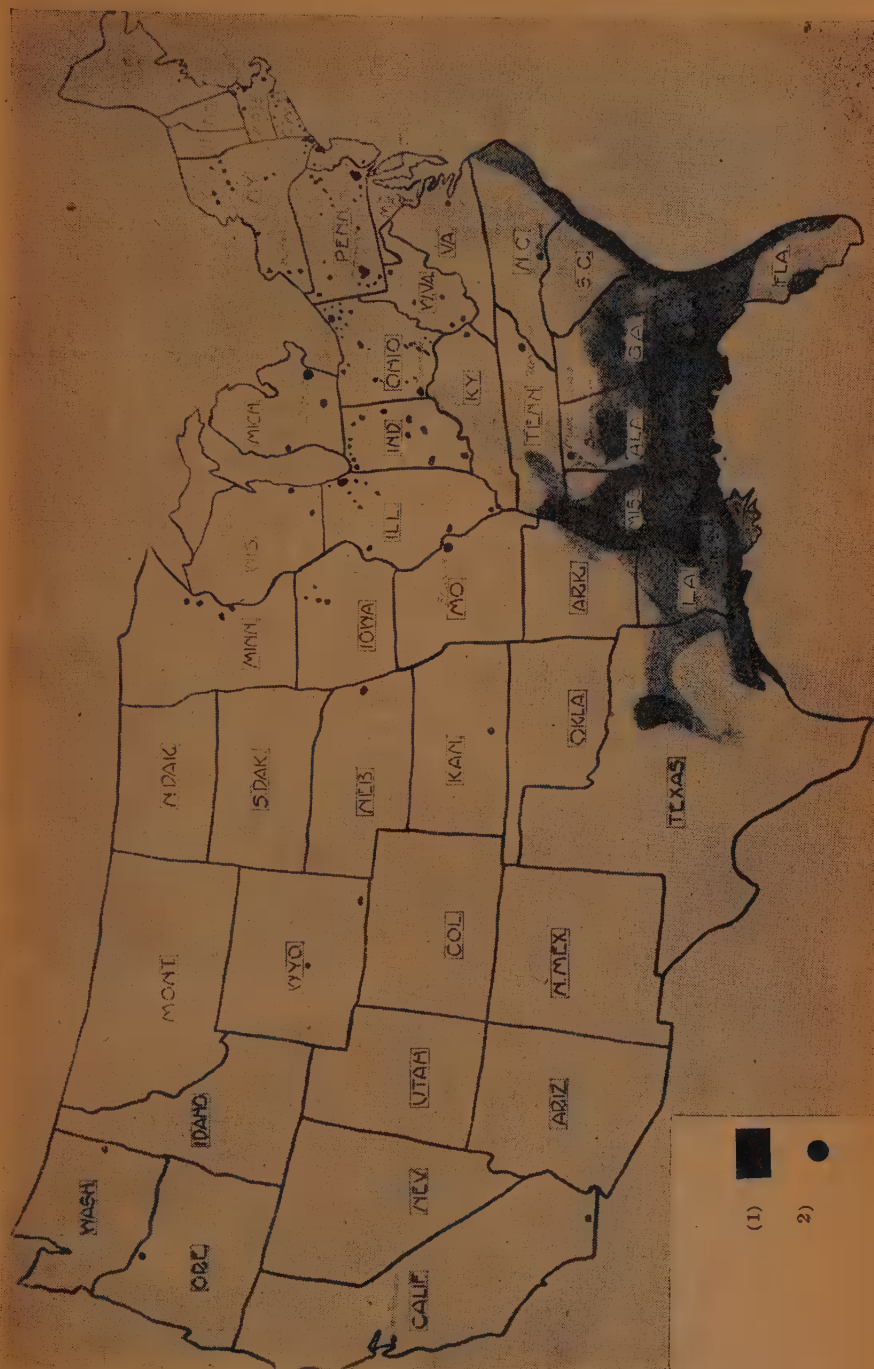 WASH.
ORE.
CALIF.
NEV
IDAHO
MONT.
WYO
UTAH
ARIZ
COL
N.MEX
N.DAK
S.DAK
NEB
KAN
OKLA
TEXAS
MINN
IOWA
MO
ARK.
LA
WIS.
ILL
MICH
IND
OHIO
KY
TENN
MISS
ALA
GA
FLA.
S.C.
N.C.
VA
W.VA
PENN
N.Y.
(1)
2)